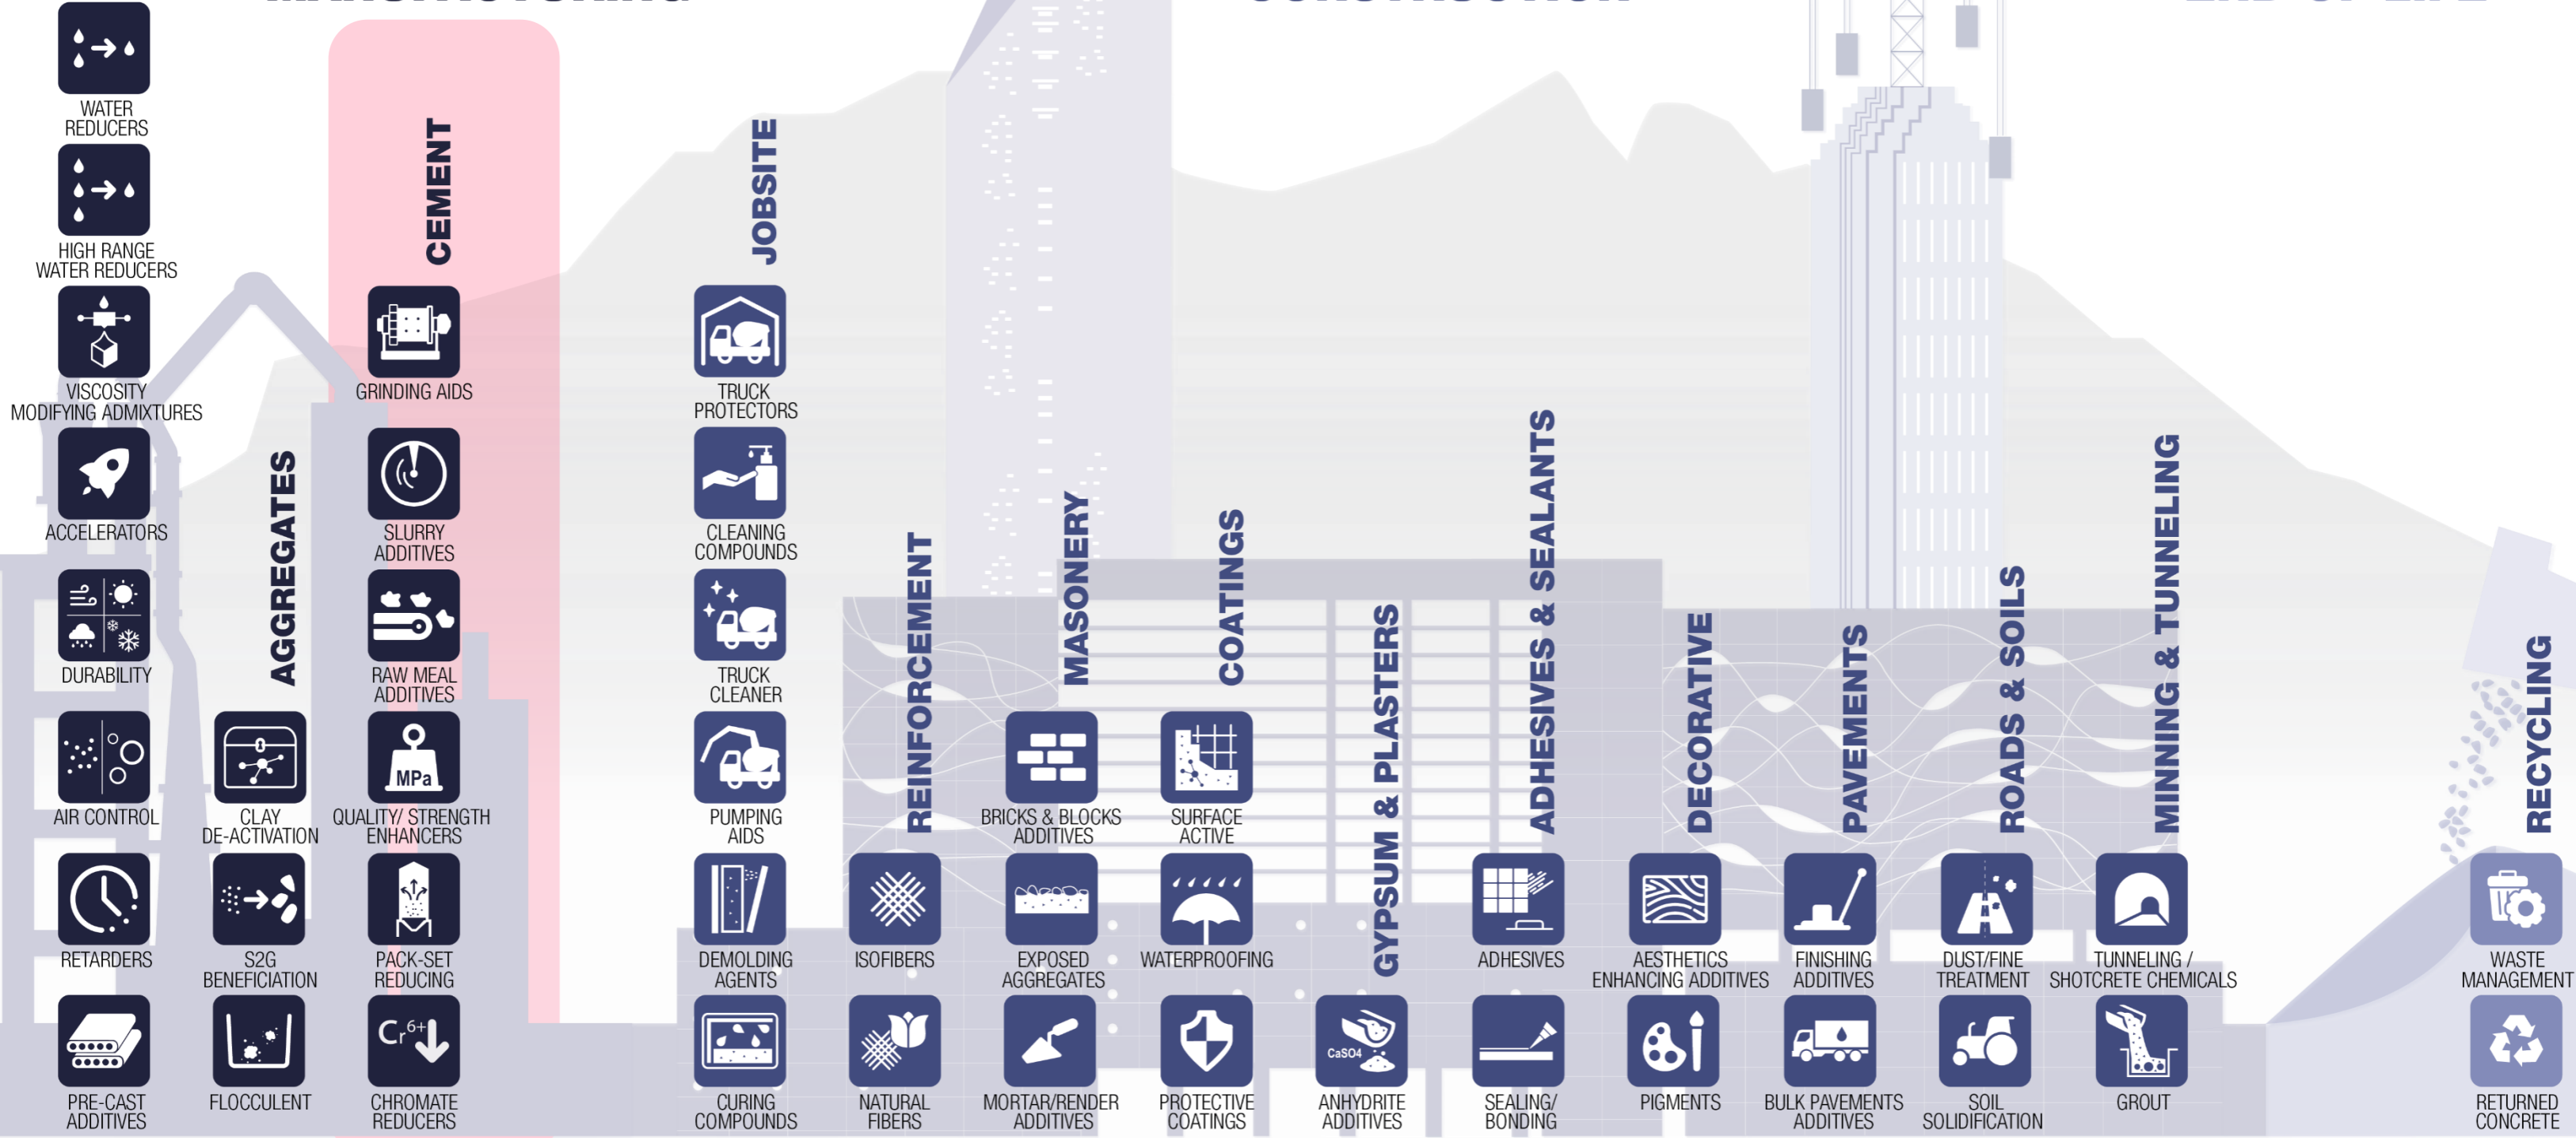 MANUFACTURING
CONSTRUCTION
END OF LIFE
WATER
REDUCERS
HIGH RANGE
WATER REDUCERS
VISCOSITY
MODIFYING ADMIXTURES
ACCELERATORS
DURABILITY
AIR CONTROL
RETARDERS
PRE-CAST
ADDITIVES
AGGREGATES
CLAY
DE-ACTIVATION
S2G
BENEFICIATION
FLOCCULENT
CEMENT
GRINDING AIDS
SLURRY
ADDITIVES
RAW MEAL
ADDITIVES
MPa
QUALITY/ STRENGTH
ENHANCERS
PACK-SET
REDUCING
Cr6+
CHROMATE
REDUCERS
JOBSITE
TRUCK
PROTECTORS
CLEANING
COMPOUNDS
TRUCK
CLEANER
PUMPING
AIDS
DEMOLDING
AGENTS
CURING
COMPOUNDS
REINFORCEMENT
ISOFIBERS
NATURAL
FIBERS
MASONERY
BRICKS & BLOCKS
ADDITIVES
EXPOSED
AGGREGATES
MORTAR/RENDER
ADDITIVES
COATINGS
SURFACE
ACTIVE
WATERPROOFING
PROTECTIVE
COATINGS
GYPSUM & PLASTERS
CaSO4
ANHYDRITE
ADDITIVES
ADHESIVES & SEALANTS
ADHESIVES
SEALING/
BONDING
DECORATIVE
AESTHETICS
ENHANCING ADDITIVES
PIGMENTS
PAVEMENTS
FINISHING
ADDITIVES
BULK PAVEMENTS
ADDITIVES
ROADS & SOILS
DUST/FINE
TREATMENT
SOIL
SOLIDIFICATION
MINNING & TUNNELING
TUNNELING /
SHOTCRETE CHEMICALS
GROUT
RECYCLING
WASTE
MANAGEMENT
RETURNED
CONCRETE